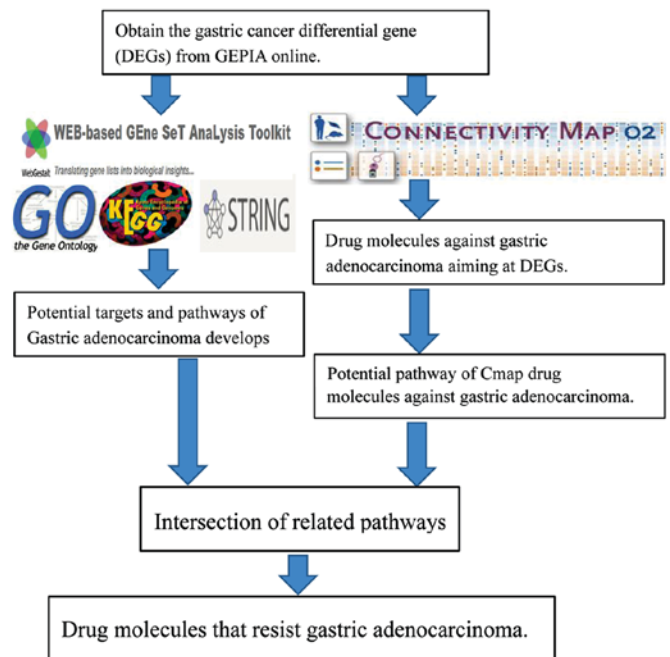 Obtain the gastric cancer differential gene
(DEGs) from GEPIA online.
WEB-based GEne SeT AnaLysis Toolkit
WebGestalt Translating gene lists into biological insights...
GO
the Gene Ontology
KEGG
STRING
CONNECTIVITY MAP 02
Drug molecules against gastric
adenocarcinoma aiming at DEGs.
Potential targets and pathways of
Gastric adenocarcinoma develops
Potential pathway of Cmap drug
molecules against gastric adenocarcinoma.
Intersection of related pathways
Drug molecules that resist gastric adenocarcinoma.